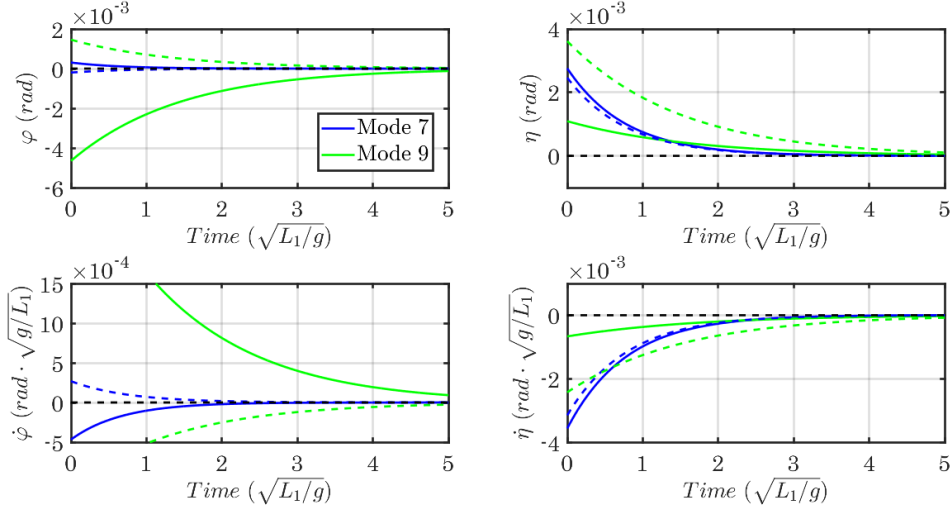 ×10⁻³
2
0
-2
-4
-6
φ (rad)
Mode 7
Mode 9
0 1 2 3 4 5
Time (√L₁/g)
×10⁻³
4
2
0
η (rad)
0 1 2 3 4 5
Time (√L₁/g)
×10⁻⁴
15
10
5
0
-5
φ̇ (rad · √g/L₁)
0 1 2 3 4 5
Time (√L₁/g)
×10⁻³
0
-2
-4
η̇ (rad · √g/L₁)
0 1 2 3 4 5
Time (√L₁/g)